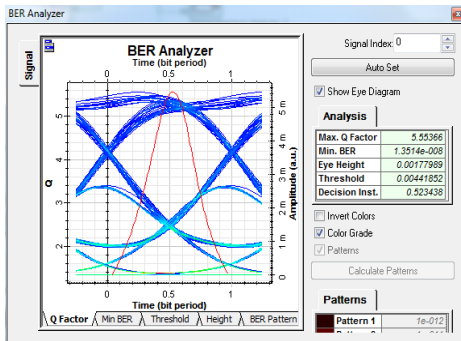 BER Analyzer
Signal
BER Analyzer
Time (bit period)
0 0.5 1
Q
5
4
3
2
Amplitude (a.u.)
5 m
4 m
3 m
2 m
1 m
0
0 0.5 1
Time (bit period)
Q Factor Min BER Threshold Height BER Pattern
Signal Index: 0
Auto Set
Show Eye Diagram
Analysis
Max. Q Factor 5.55366
Min. BER 1.3514e-008
Eye Height 0.00177989
Threshold 0.00441852
Decision Inst. 0.523438
Invert Colors
Color Grade
Patterns
Calculate Patterns
Patterns
Pattern 1 1e-012